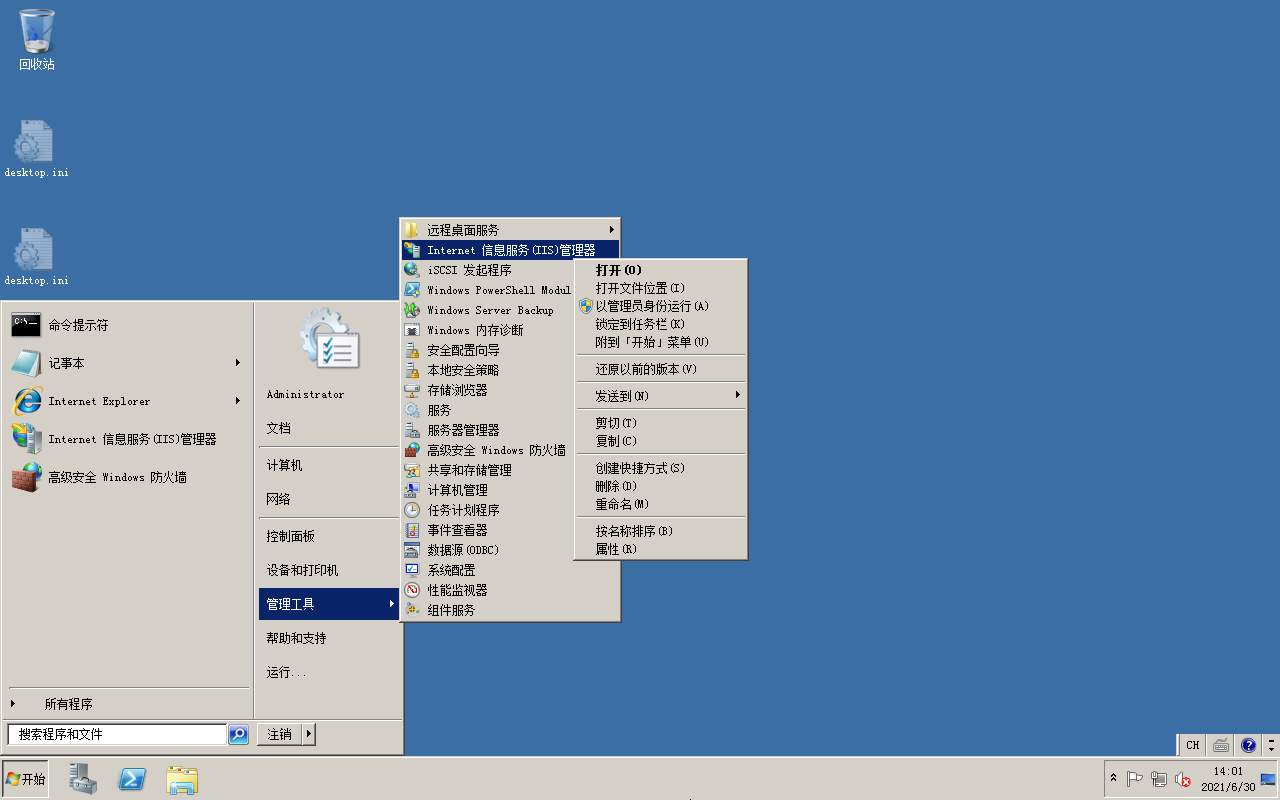 回收站
desktop.ini
desktop.ini
命令提示符
记事本
Internet Explorer
Internet 信息服务(IIS)管理器
高级安全 Windows 防火墙
所有程序
搜索程序和文件
Administrator
文档
计算机
网络
控制面板
设备和打印机
管理工具
帮助和支持
运行...
注销
远程桌面服务
Internet 信息服务(IIS)管理器
iSCSI 发起程序
Windows PowerShell Modul
Windows Server Backup
Windows 内存诊断
安全配置向导
本地安全策略
存储浏览器
服务
服务器管理器
高级安全 Windows 防火墙
共享和存储管理
计算机管理
任务计划程序
事件查看器
数据源(ODBC)
系统配置
性能监视器
组件服务
打开(O)
打开文件位置(I)
以管理员身份运行(A)
锁定到任务栏(K)
附到「开始」菜单(U)
还原以前的版本(V)
发送到(N)
剪切(T)
复制(C)
创建快捷方式(S)
删除(D)
重命名(M)
按名称排序(B)
属性(R)
CH
开始
14:01
2021/6/30